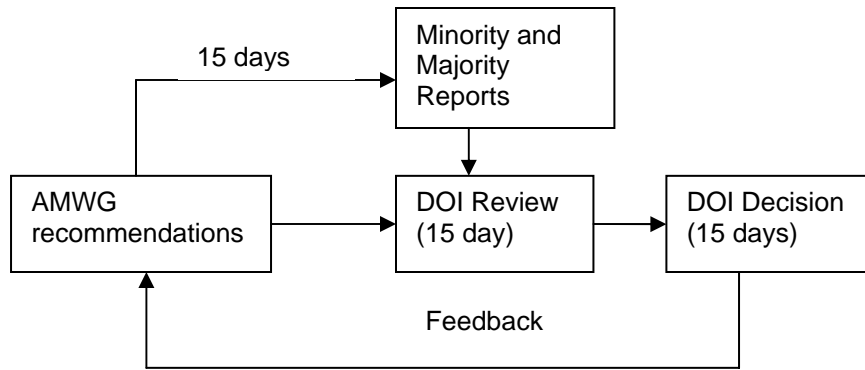 15 days
Minority and
Majority
Reports
AMWG
recommendations
DOI Review
(15 day)
DOI Decision
(15 days)
Feedback